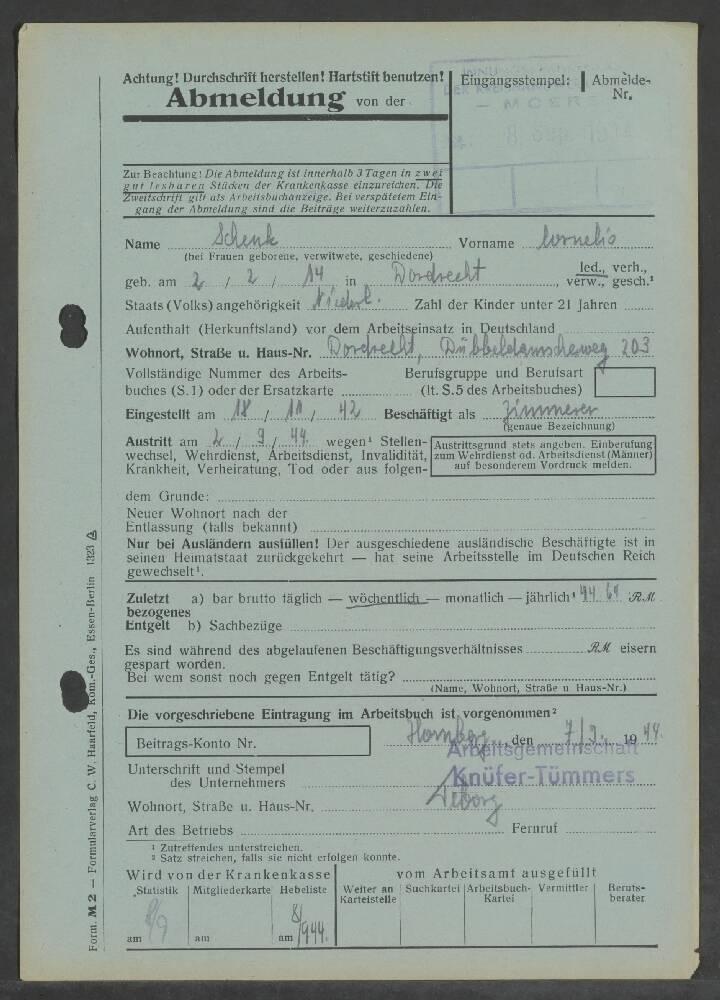 Achtung! Durchschrift herstellen! Hartstift benutzen!
Abmeldung von der
Eingangsstempel:
Abmelde-
Nr.
INNU
DER KREI
– MOERS
Zur Beachtung! Die Abmeldung ist innerhalb 3 Tagen in zwei
gut lesbaren Stücken der Krankenkasse einzureichen. Die
Zweitschrift gilt als Arbeitsbuchanzeige. Bei verspätetem Ein-
gang der Abmeldung sind die Beiträge weiterzuzahlen.
Name Schenk Vorname Cornelis
(bei Frauen geborene, verwitwete, geschiedene)
geb. am 2 / 2 / 14 in Dordrecht, led., verh., verw., gesch.¹
Staats (Volks) angehörigkeit Niederl. Zahl der Kinder unter 21 Jahren
Aufenthalt (Herkunftsland) vor dem Arbeitseinsatz in Deutschland
Wohnort, Straße u. Haus-Nr. Dordrecht, Dübbeldamscheweg 203
Vollständige Nummer des Arbeits-
buches (S. 1) oder der Ersatzkarte
Berufsgruppe und Berufsart
(lt. S. 5 des Arbeitsbuches)
Eingestellt am 18 / 11 / 42 Beschäftigt als Zimmerer
(genaue Bezeichnung)
Austritt am 2 / 9 / 44 wegen¹ Stellen-
wechsel, Wehrdienst, Arbeitsdienst, Invalidität,
Krankheit, Verheiratung, Tod oder aus folgen-
Austrittsgrund stets angeben. Einberufung
zum Wehrdienst od. Arbeitsdienst (Männer)
auf besonderem Vordruck melden.
dem Grunde:
Neuer Wohnort nach der
Entlassung (falls bekannt)
Nur bei Ausländern ausfüllen! Der ausgeschiedene ausländische Beschäftigte ist in
seinen Heimatstaat zurückgekehrt — hat seine Arbeitsstelle im Deutschen Reich
gewechselt¹.
Zuletzt a) bar brutto täglich — wöchentlich — monatlich — jährlich¹ 44.61 RM
bezogenes
Entgelt b) Sachbezüge
Es sind während des abgelaufenen Beschäftigungsverhältnisses RM eisern
gespart worden.
Bei wem sonst noch gegen Entgelt tätig?
(Name, Wohnort, Straße u Haus-Nr.)
Die vorgeschriebene Eintragung im Arbeitsbuch ist vorgenommen²
Homberg, den 7/9. 1944.
Beitrags-Konto Nr.
Arbeitsgemeinschaft
Knüfer-Tümmers
Unterschrift und Stempel
des Unternehmers
Wohnort, Straße u. Haus-Nr.
Art des Betriebs Fernruf
¹ Zutreffendes unterstreichen.
² Satz streichen, falls sie nicht erfolgen konnte.
Wird von der Krankenkasse vom Arbeitsamt ausgefüllt
Statistik Mitgliederkarte Hebeliste Weiter an Karteistelle Suchkartei Arbeitsbuch-Kartei Vermittler Berufs-berater
8/9 8/944.
am am am
Form. M 2 — Formularverlag C. W. Haarfeld, Kom.-Ges., Essen-Berlin 1323 A